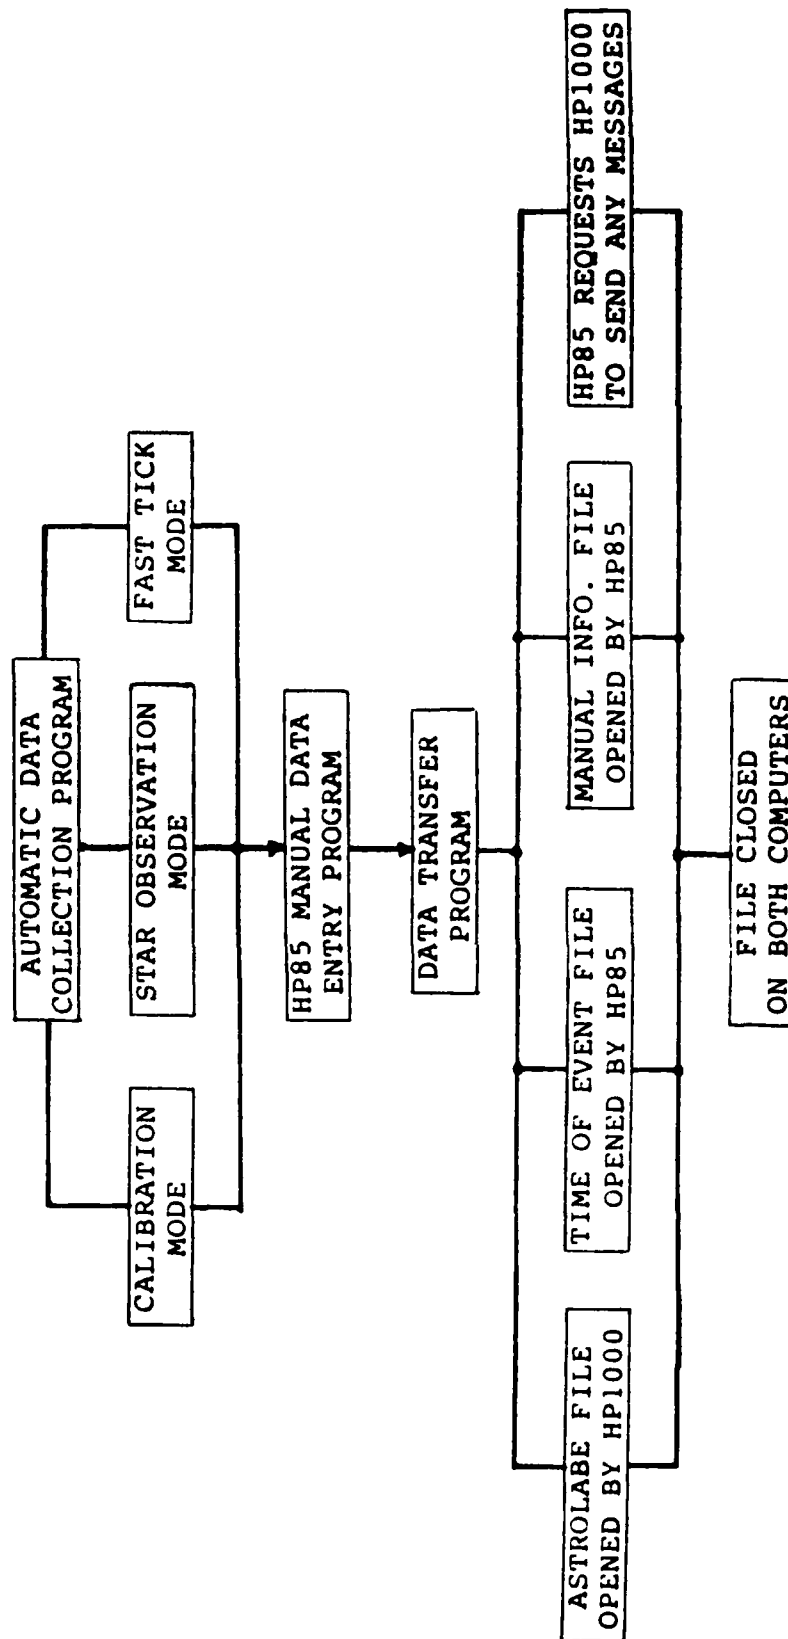 AUTOMATIC DATA
COLLECTION PROGRAM
CALIBRATION
MODE
STAR OBSERVATION
MODE
FAST TICK
MODE
HP85 MANUAL DATA
ENTRY PROGRAM
DATA TRANSFER
PROGRAM
ASTROLABE FILE
OPENED BY HP1000
TIME OF EVENT FILE
OPENED BY HP85
MANUAL INFO. FILE
OPENED BY HP85
HP85 REQUESTS HP1000
TO SEND ANY MESSAGES
FILE CLOSED
ON BOTH COMPUTERS